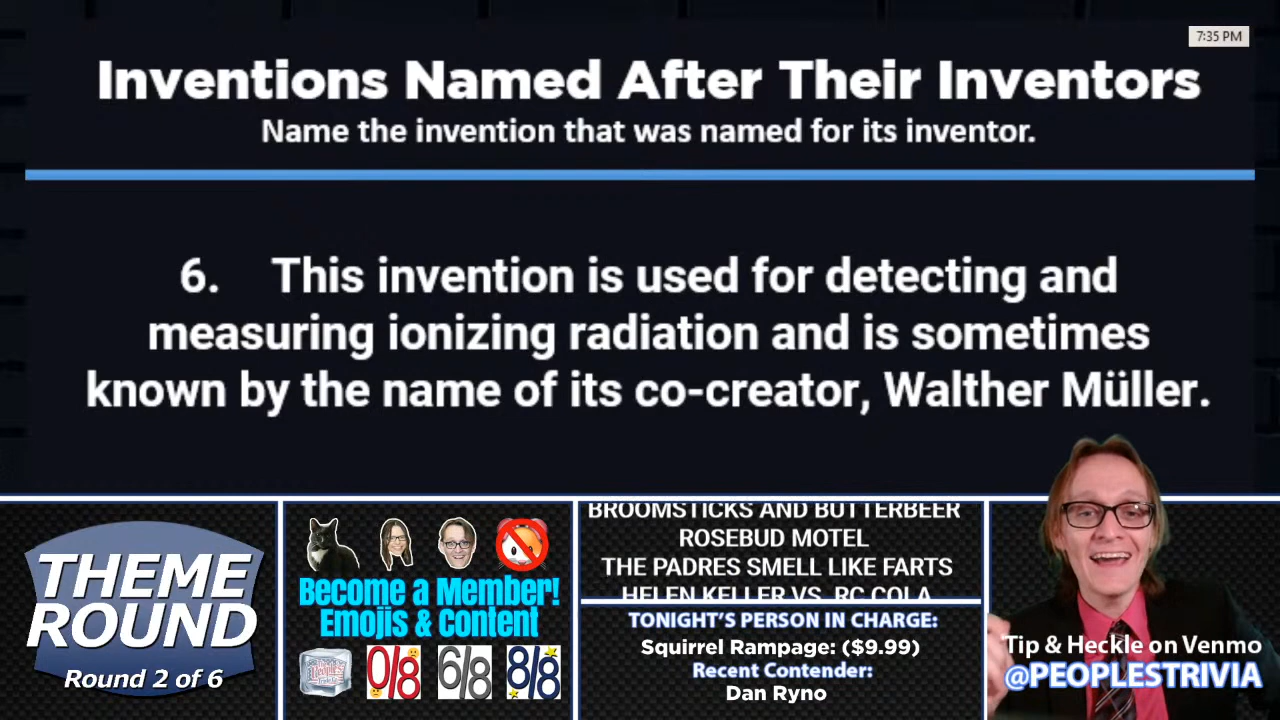 7:35 PM
Inventions Named After Their Inventors
Name the invention that was named for its inventor.
6. This invention is used for detecting and
measuring ionizing radiation and is sometimes
known by the name of its co-creator, Walther Müller.
THEME
ROUND
Round 2 of 6
Become a Member!
Emojis & Content
0/8
6/8
8/8
BROOMSTICKS AND BUTTERBEER
ROSEBUD MOTEL
THE PADRES SMELL LIKE FARTS
HELEN KELLER VS. RC COLA
TONIGHT'S PERSON IN CHARGE:
Squirrel Rampage: ($9.99)
Recent Contender:
Dan Ryno
Tip & Heckle on Venmo
@PEOPLESTRIVIA